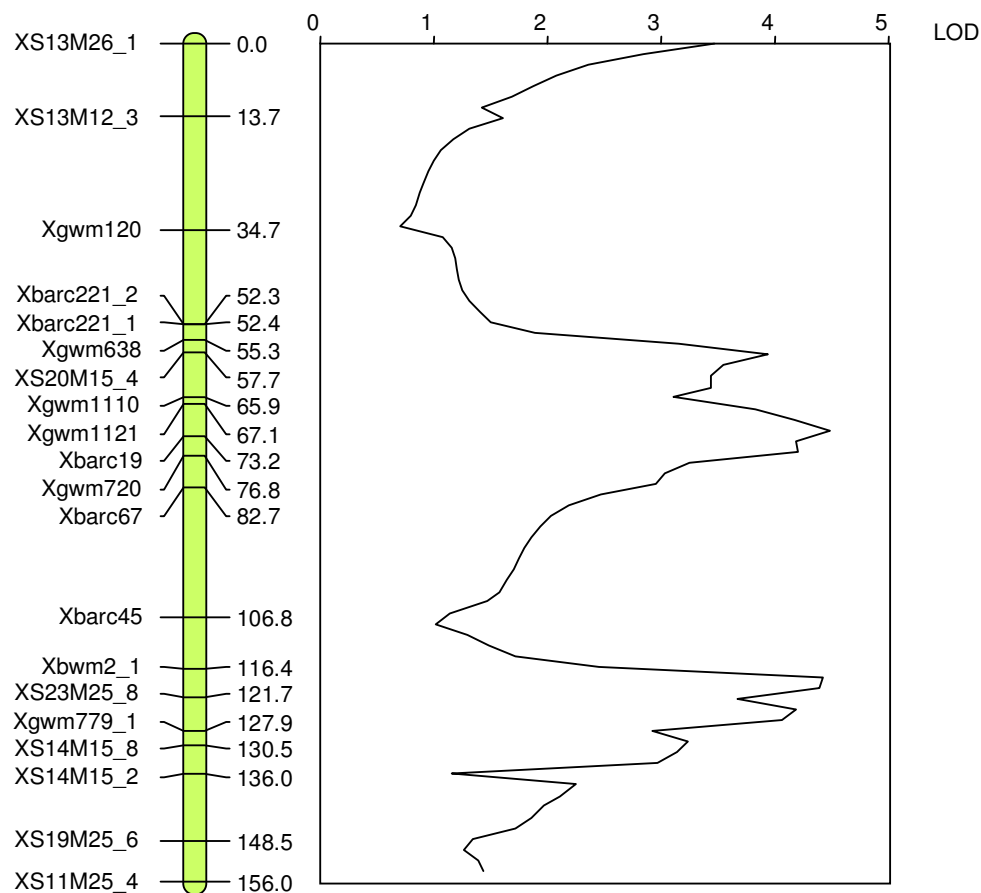 0 1 2 3 4 5 LOD
XS13M26_1 0.0
XS13M12_3 13.7
Xgwm120 34.7
Xbarc221_2 52.3
Xbarc221_1 52.4
Xgwm638 55.3
XS20M15_4 57.7
Xgwm1110 65.9
Xgwm1121 67.1
Xbarc19 73.2
Xgwm720 76.8
Xbarc67 82.7
Xbarc45 106.8
Xbwm2_1 116.4
XS23M25_8 121.7
Xgwm779_1 127.9
XS14M15_8 130.5
XS14M15_2 136.0
XS19M25_6 148.5
XS11M25_4 156.0